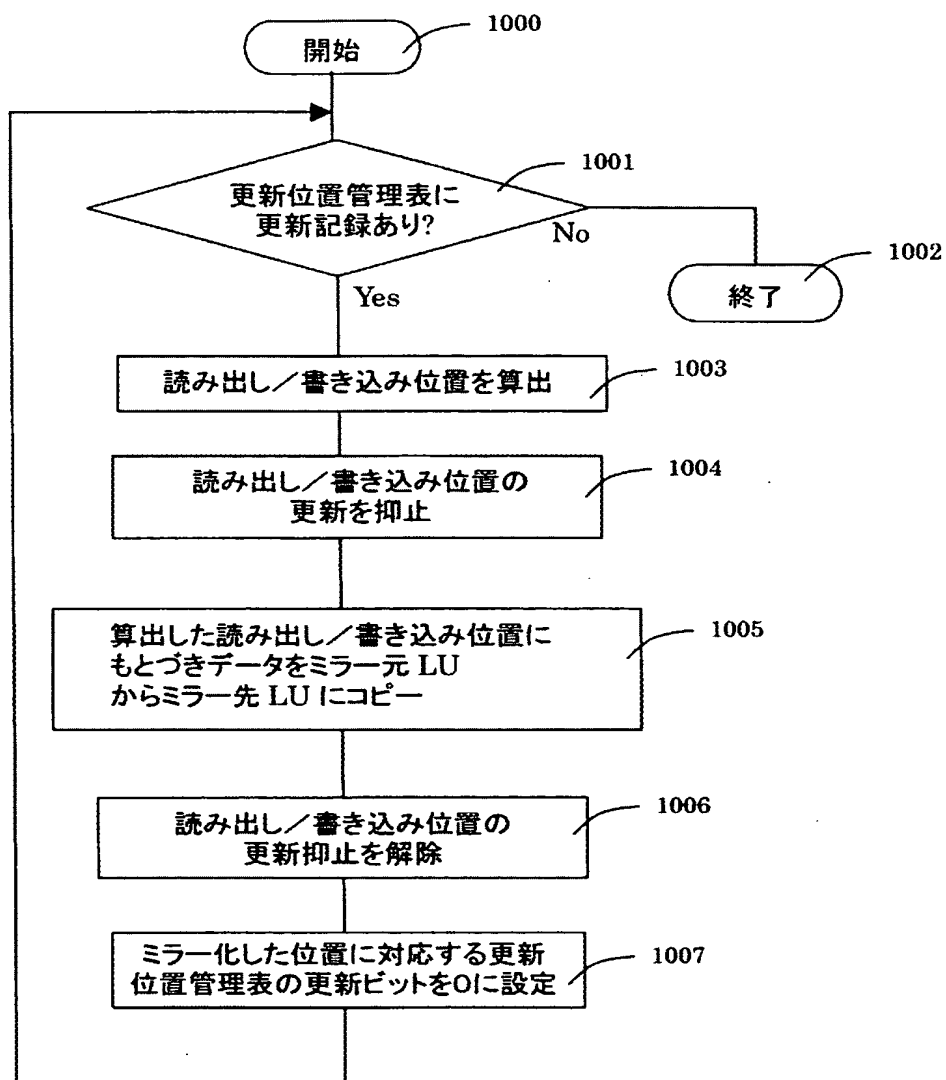 1000
開始
1001
更新位置管理表に
更新記録あり?
No
1002
終了
Yes
読み出し/書き込み位置を算出
1003
読み出し/書き込み位置の
更新を抑止
1004
算出した読み出し/書き込み位置に
もとづきデータをミラー元 LU
からミラー先 LU にコピー
1005
読み出し/書き込み位置の
更新抑止を解除
1006
ミラー化した位置に対応する更新
位置管理表の更新ビットを0に設定
1007